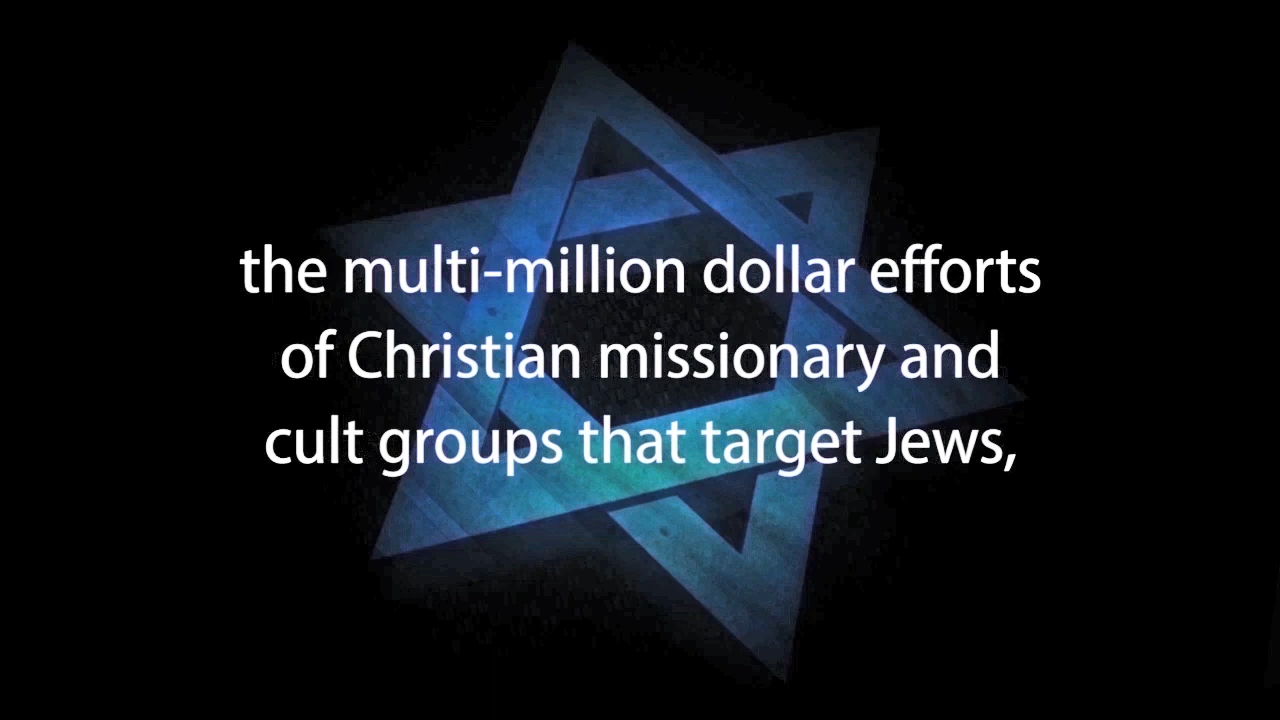 the multi-million dollar efforts
of Christian missionary and
cult groups that target Jews,